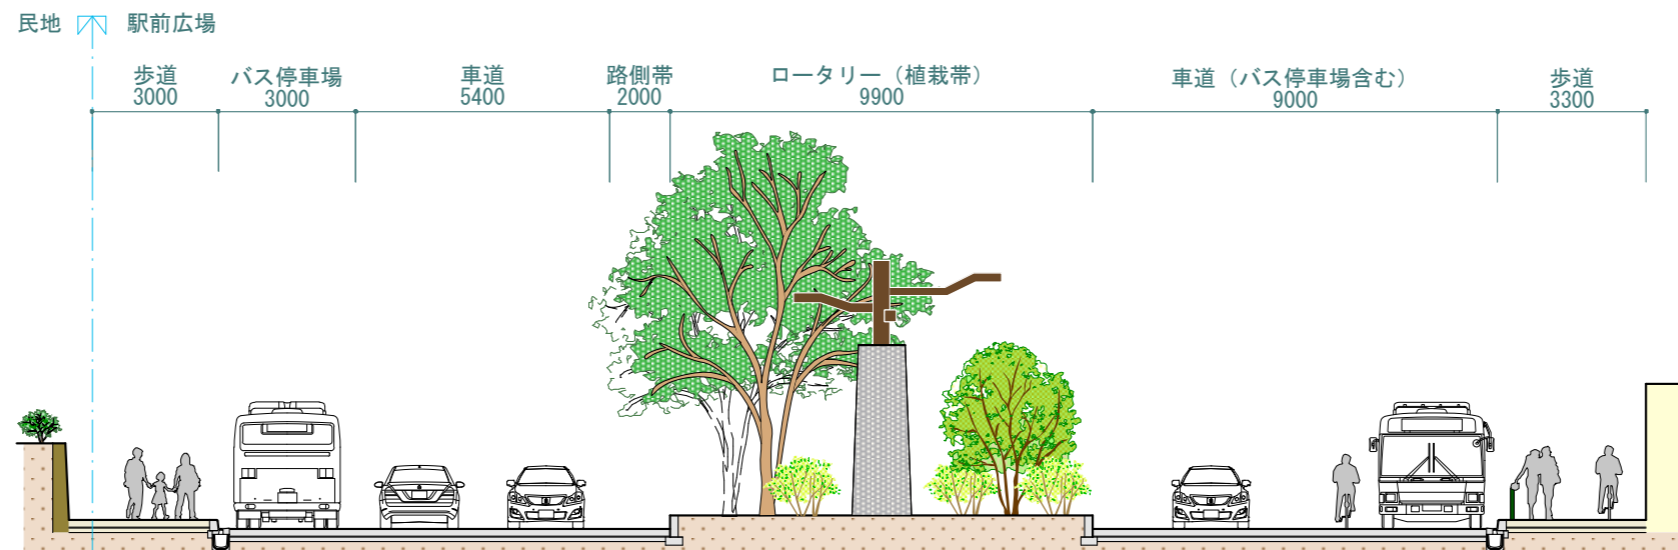 民地 駅前広場
歩道
3000
バス停車場
3000
車道
5400
路側帯
2000
ロータリー（植栽帯）
9900
車道（バス停車場含む）
9000
歩道
3300